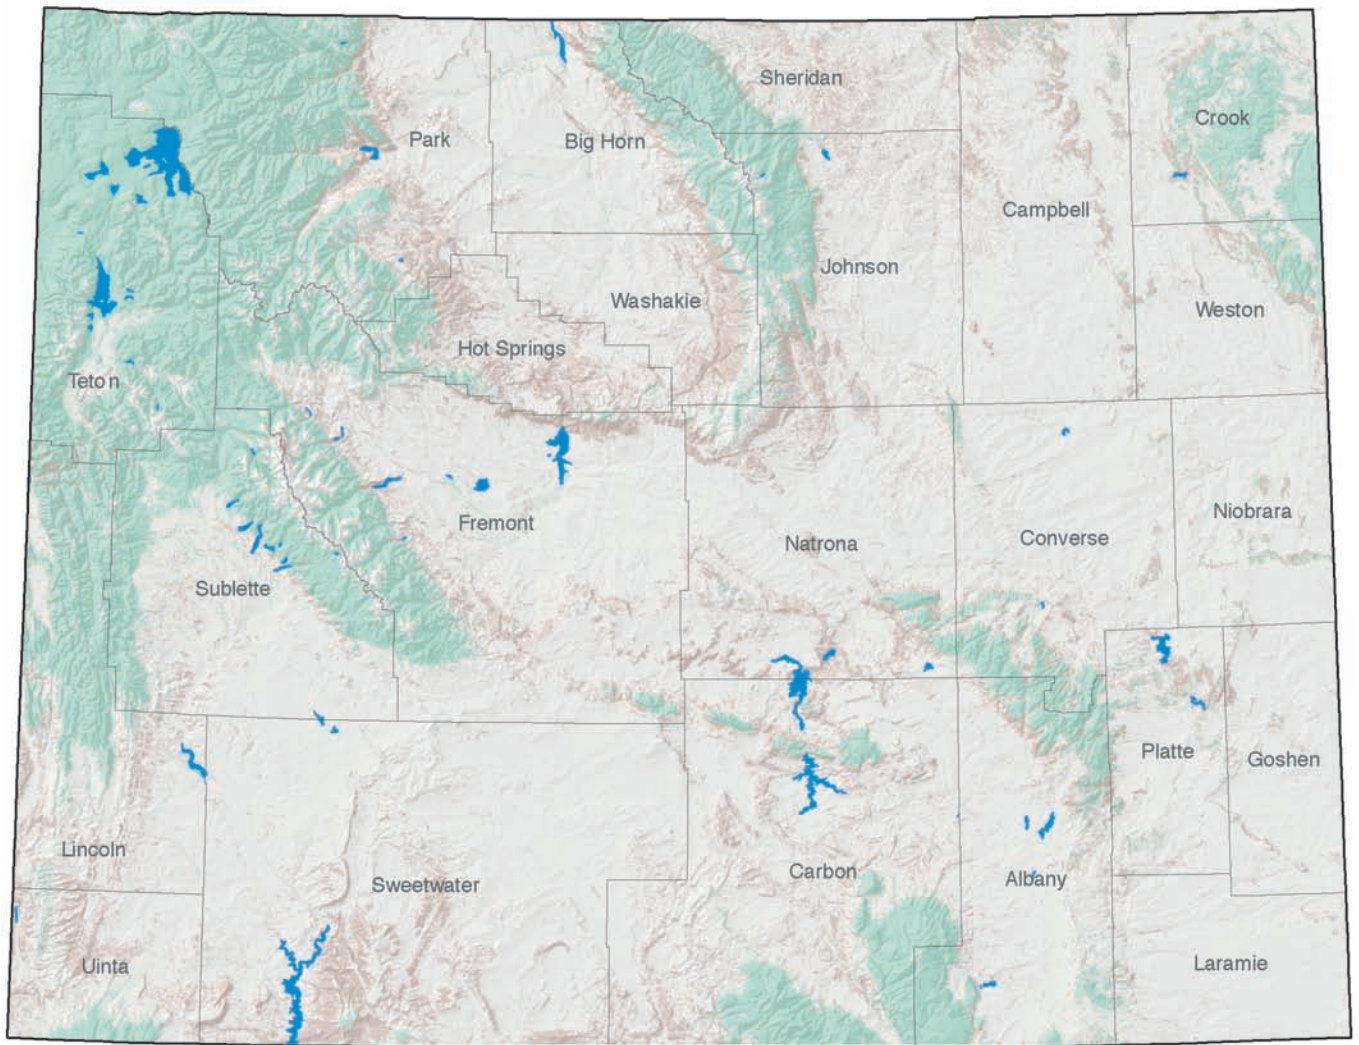 Sheridan
Crook
Park
Big Horn
Campbell
Johnson
Washakie
Weston
Hot Springs
Teton
Niobrara
Fremont
Converse
Natrona
Sublette
Platte
Goshen
Lincoln
Carbon
Albany
Sweetwater
Laramie
Uinta